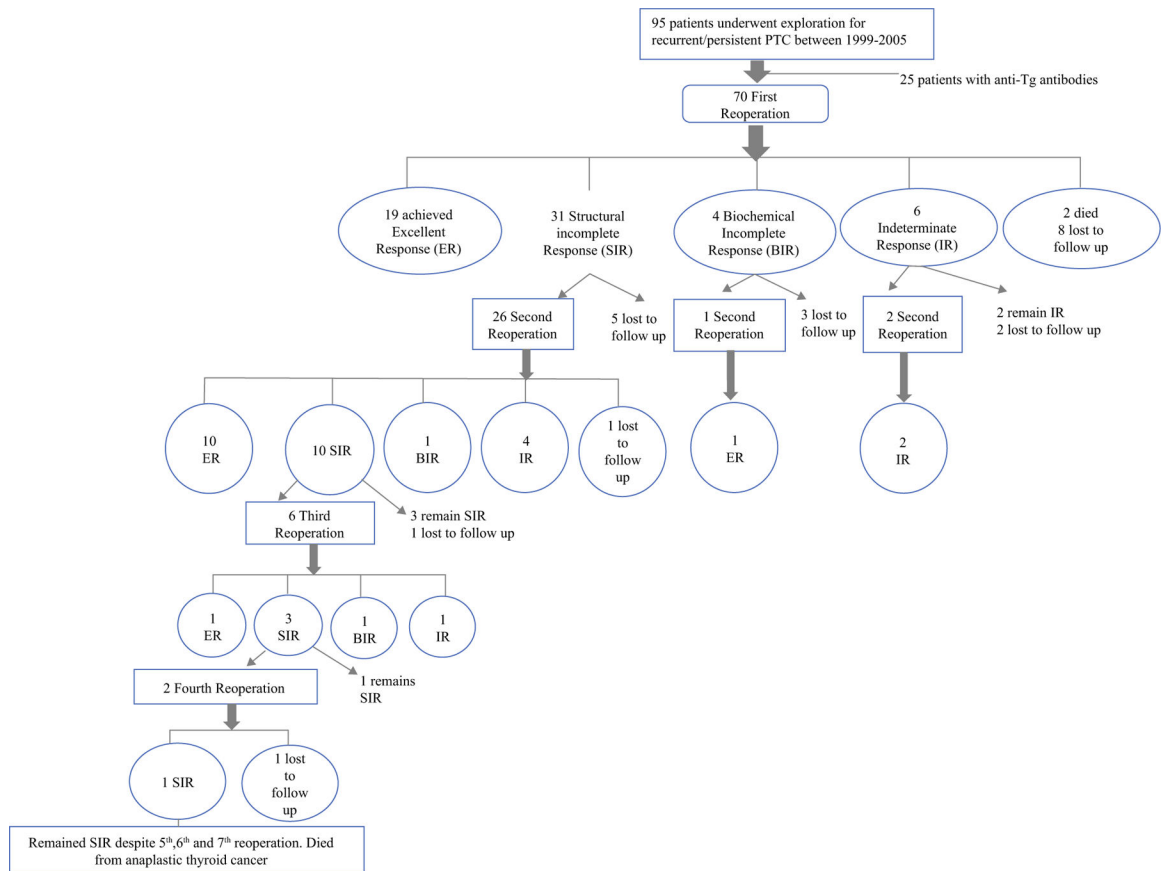 95 patients underwent exploration for
recurrent/persistent PTC between 1999-2005
25 patients with anti-Tg antibodies
70 First
Reoperation
19 achieved
Excellent
Response (ER)
31 Structural
incomplete
Response (SIR)
4 Biochemical
Incomplete
Response (BIR)
6
Indeterminate
Response (IR)
2 died
8 lost to
follow up
26 Second
Reoperation
5 lost to
follow up
1 Second
Reoperation
3 lost to
follow up
2 Second
Reoperation
2 remain IR
2 lost to follow up
10
ER
10 SIR
1
BIR
4
IR
1 lost
to
follow
up
1
ER
2
IR
6 Third
Reoperation
3 remain SIR
1 lost to follow up
1
ER
3
SIR
1
BIR
1
IR
2 Fourth Reoperation
1 remains
SIR
1 SIR
1 lost
to
follow
up
Remained SIR despite 5th,6th and 7th reoperation. Died
from anaplastic thyroid cancer